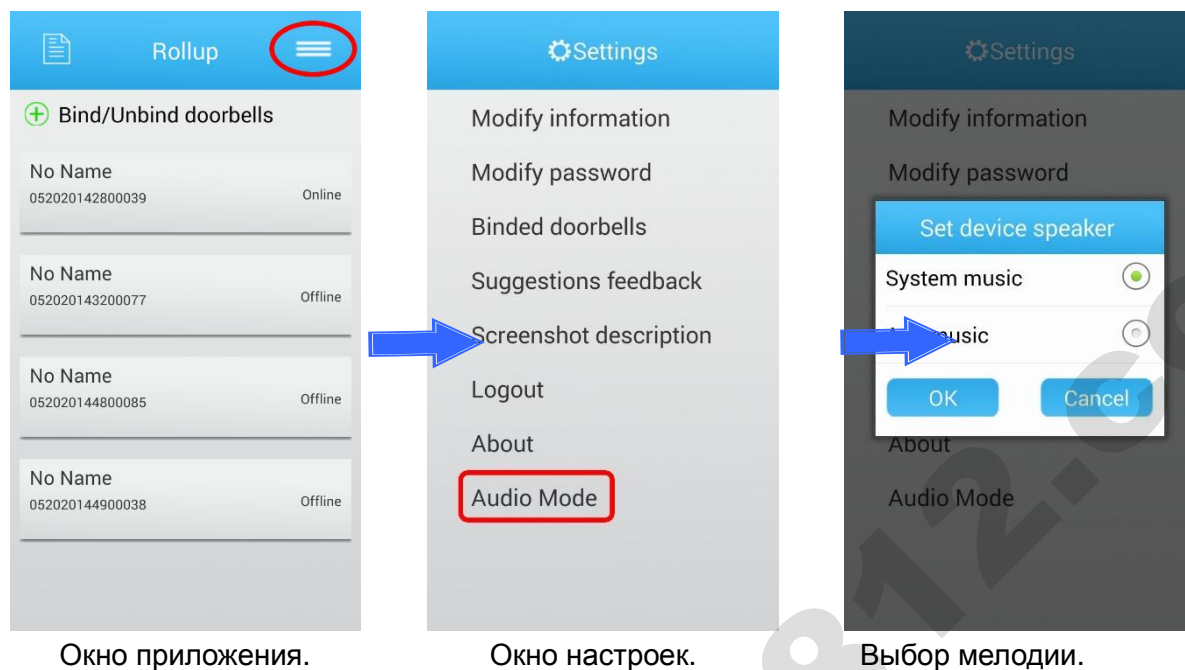 Rollup
Bind/Unbind doorbells
No Name
052020142800039 Online
No Name
052020143200077 Offline
No Name
052020144800085 Offline
No Name
052020144900038 Offline
Окно приложения.
Settings
Modify information
Modify password
Binded doorbells
Suggestions feedback
Screenshot description
Logout
About
Audio Mode
Окно настроек.
Settings
Modify information
Modify password
Set device speaker
System music
music
OK Cancel
About
Audio Mode
Выбор мелодии.